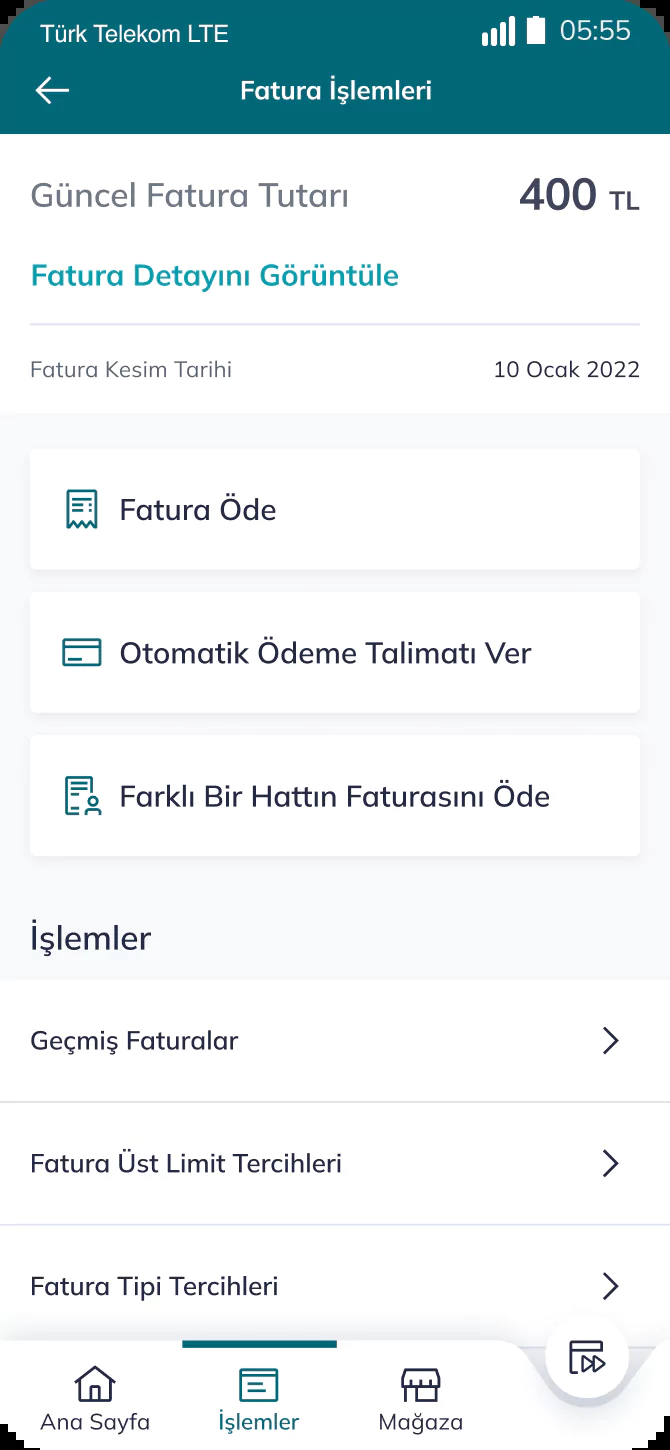 Türk Telekom LTE 05:55
Fatura İşlemleri
Güncel Fatura Tutarı 400 TL
Fatura Detayını Görüntüle
Fatura Kesim Tarihi 10 Ocak 2022
Fatura Öde
Otomatik Ödeme Talimatı Ver
Farklı Bir Hattın Faturasını Öde
İşlemler
Geçmiş Faturalar
Fatura Üst Limit Tercihleri
Fatura Tipi Tercihleri
Ana Sayfa İşlemler Mağaza